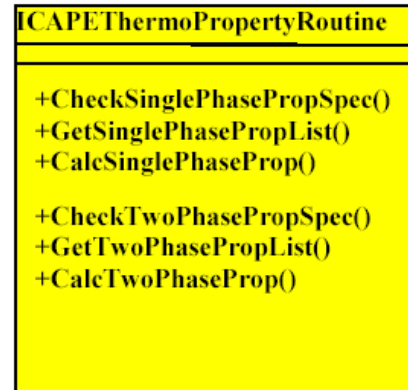 ICAPEThermoPropertyRoutine
+CheckSinglePhasePropSpec()
+GetSinglePhasePropList()
+CalcSinglePhaseProp()
+CheckTwoPhasePropSpec()
+GetTwoPhasePropList()
+CalcTwoPhaseProp()